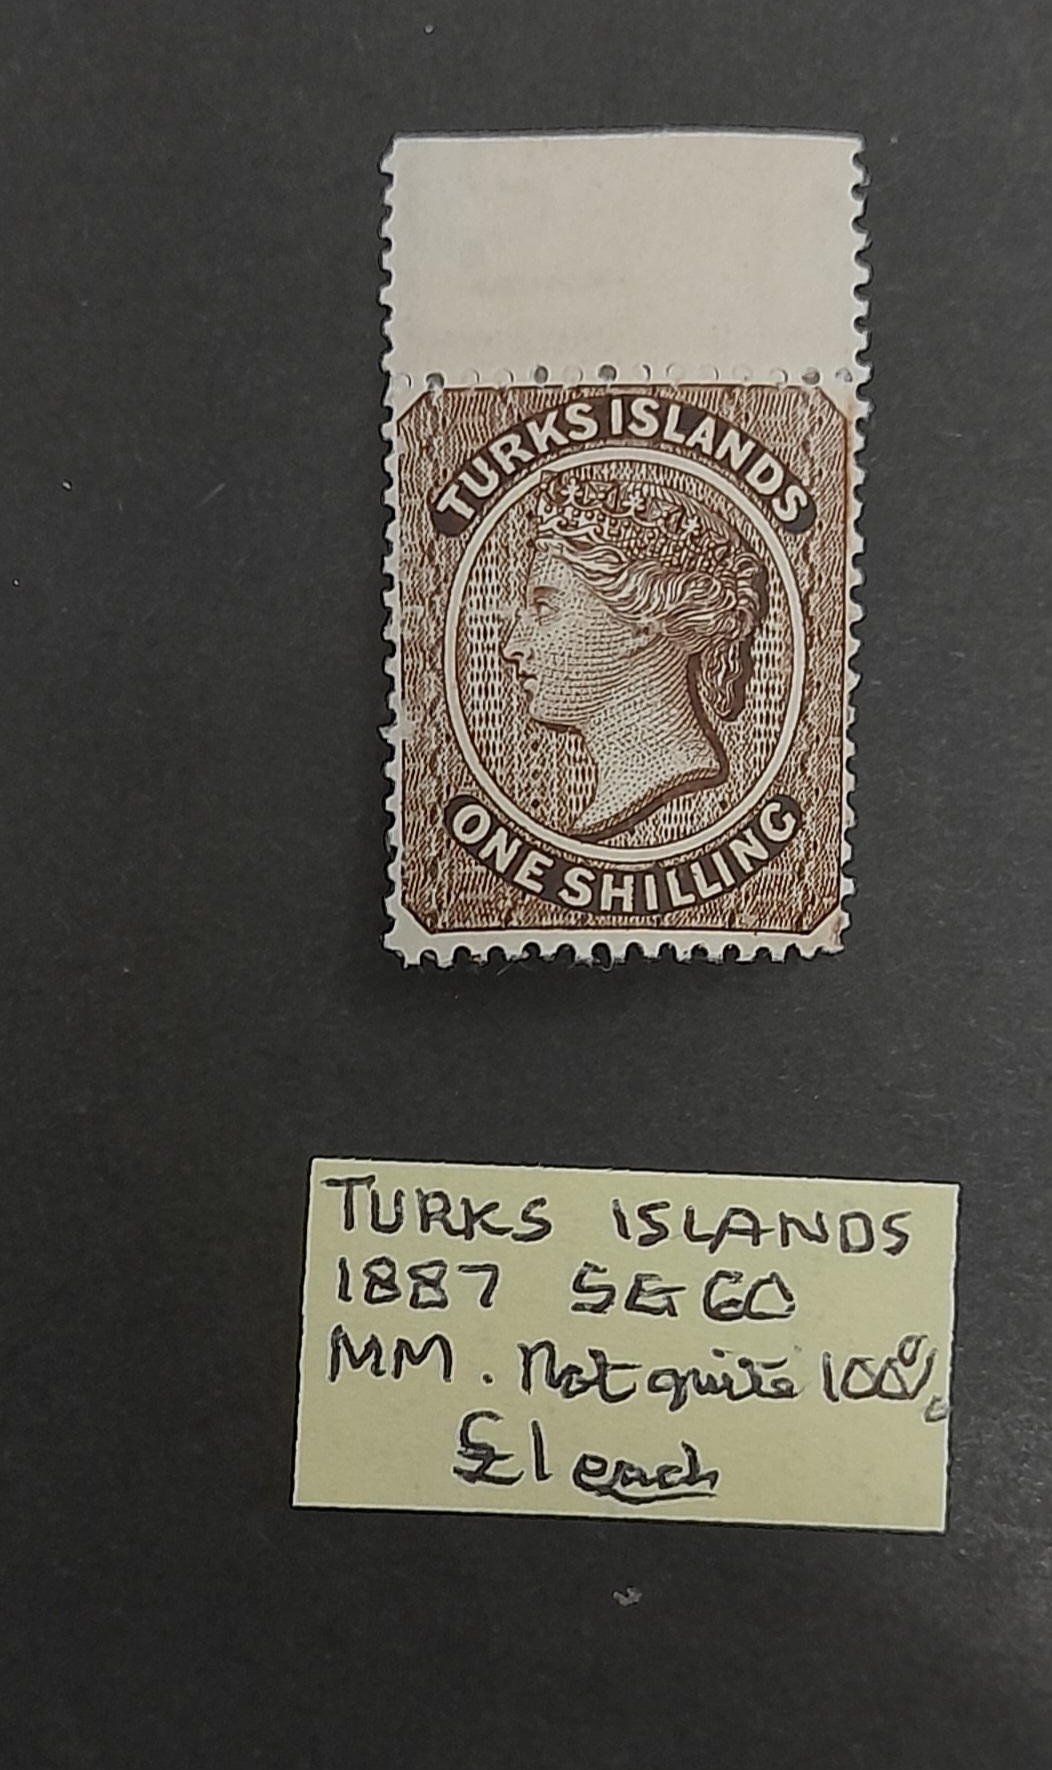 TURKS ISLANDS
ONE SHILLING
TURKS ISLANDS
1887 SG 60
MM. Not quite 100%
£1 each